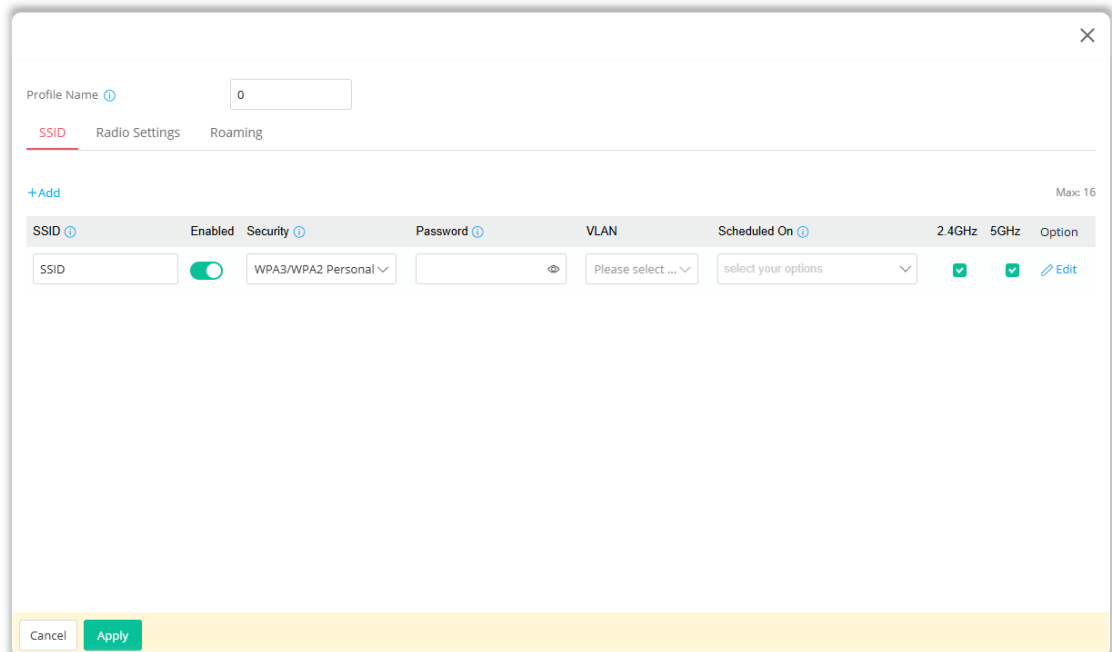 Profile Name
0
SSID Radio Settings Roaming
+Add Max: 16
SSID Enabled Security Password VLAN Scheduled On 2.4GHz 5GHz Option
SSID WPA3/WPA2 Personal Please select ... select your options Edit
Cancel Apply